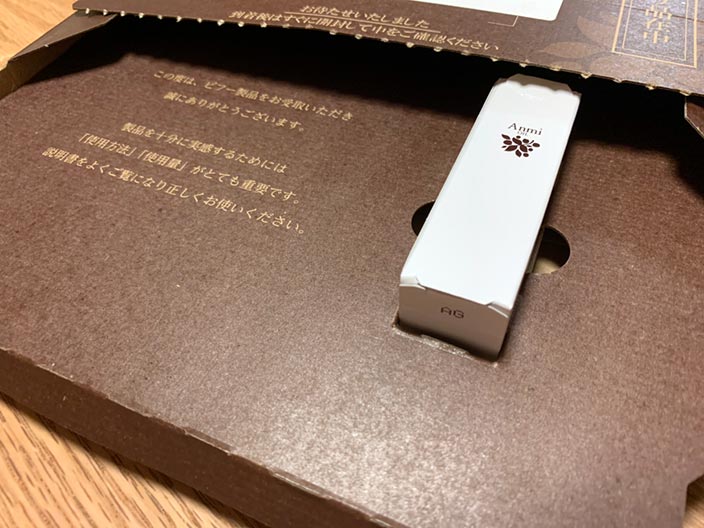 お待たせいたしました
到着後はすぐに開封して中をご確認ください
この度は、ビフー製品をお受取いただき
誠にありがとうございます。
製品を十分に実感するためには
「使用方法」「使用量」がとても重要です。
説明書をよくご覧になり正しくお使いください。
Anmi
AG